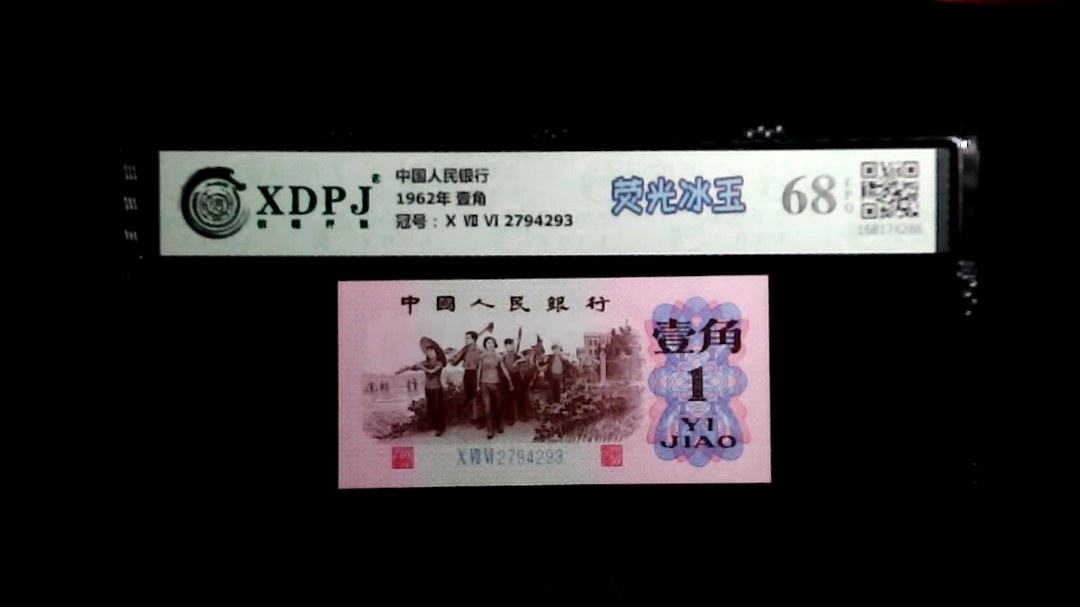 XDPJ
中国人民银行
1962年 壹角
冠号：X Ⅶ Ⅵ 2794293
荧光冰玉
68
EPQ
中國人民銀行
壹角
1
YI
JIAO
X Ⅶ Ⅵ 2794293